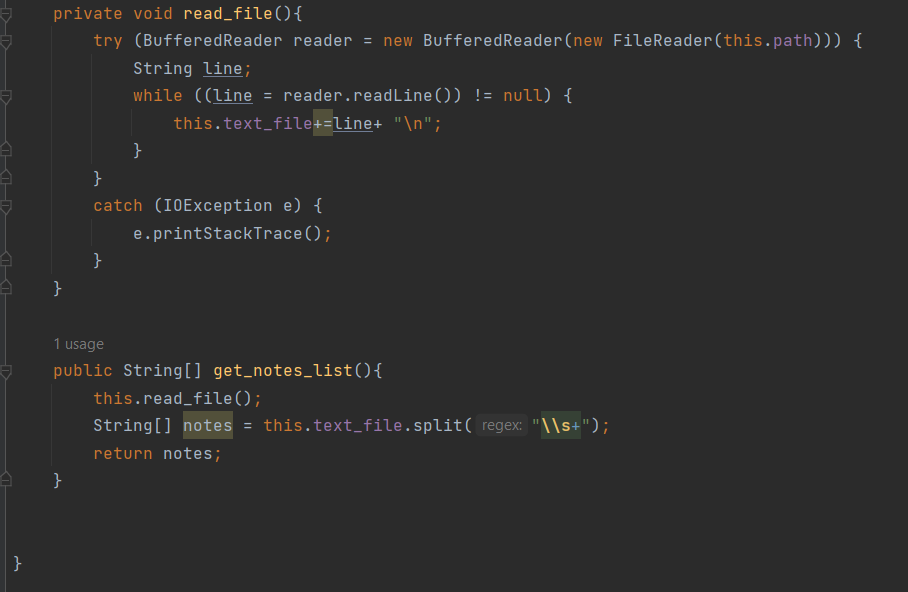 private void read_file(){
try (BufferedReader reader = new BufferedReader(new FileReader(this.path))) {
String line;
while ((line = reader.readLine()) != null) {
this.text_file+=line+ "\n";
}
}
catch (IOException e) {
e.printStackTrace();
}
}
1 usage
public String[] get_notes_list(){
this.read_file();
String[] notes = this.text_file.split( regex: "\\s+");
return notes;
}
}